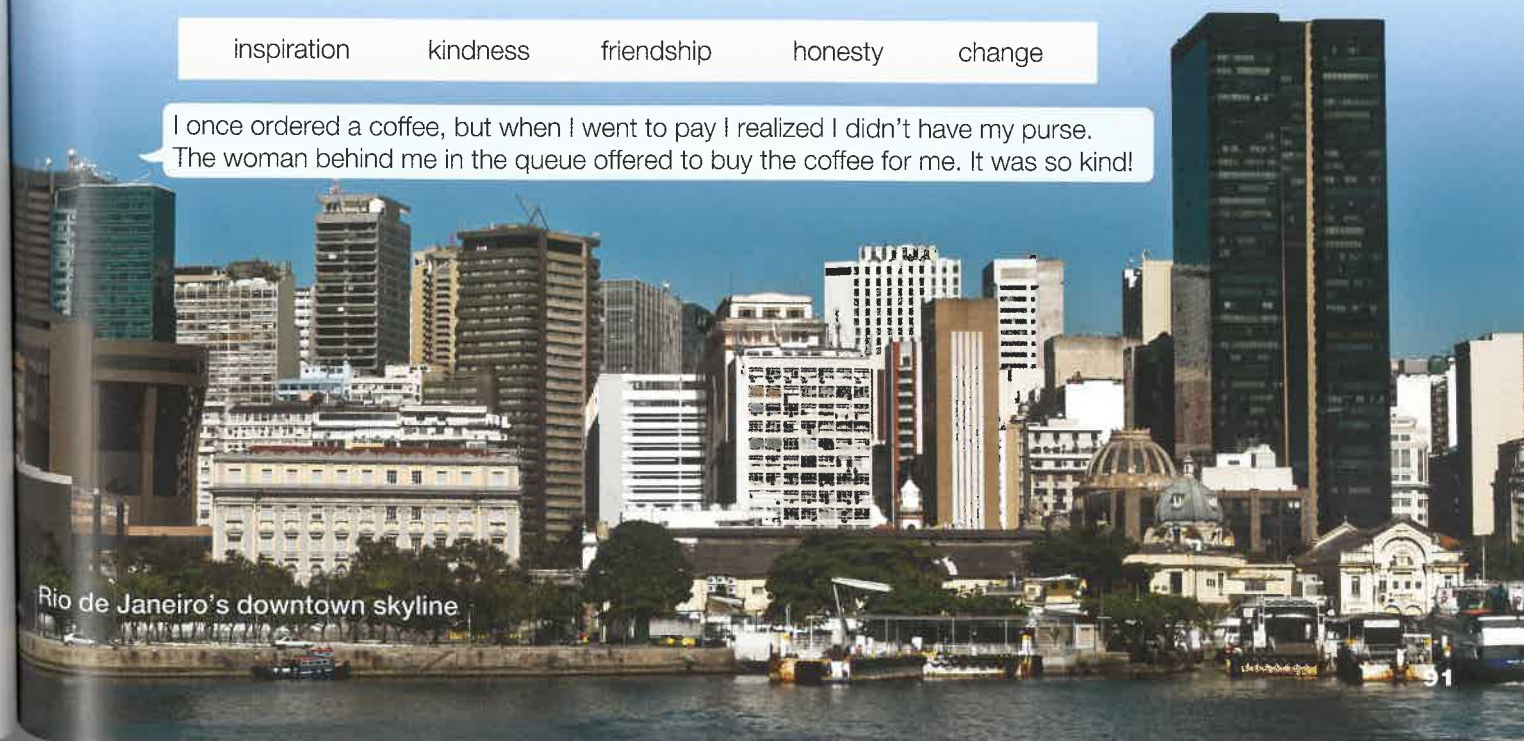 inspiration kindness friendship honesty change
I once ordered a coffee, but when I went to pay I realized I didn't have my purse.
The woman behind me in the queue offered to buy the coffee for me. It was so kind!
Rio de Janeiro's downtown skyline
91